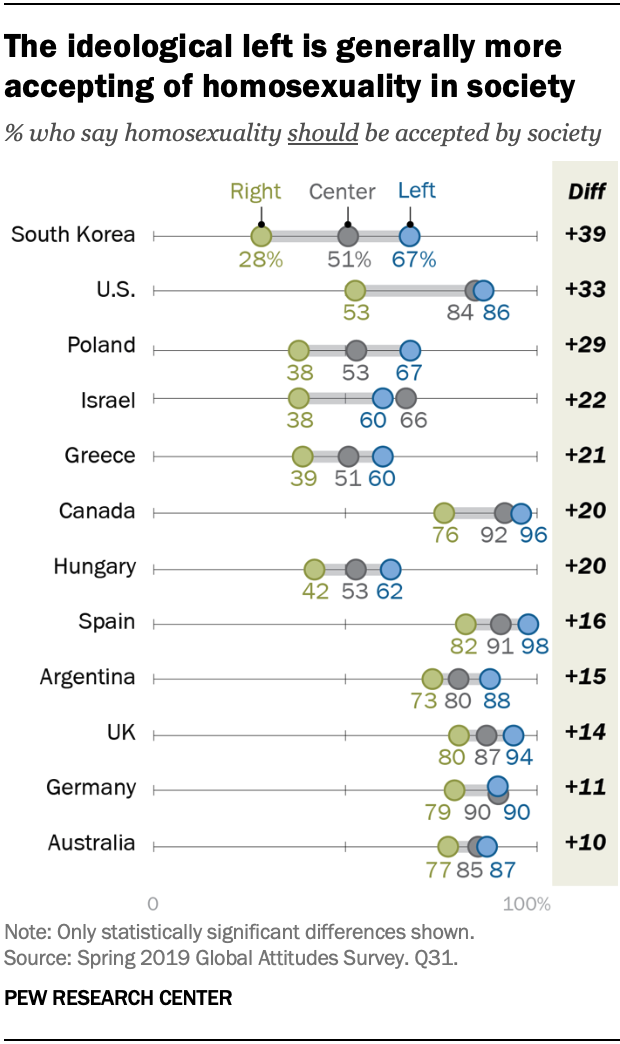 The ideological left is generally more
accepting of homosexuality in society
% who say homosexuality should be accepted by society
Right Center Left Diff
South Korea 28% 51% 67% +39
U.S. 53 84 86 +33
Poland 38 53 67 +29
Israel 38 60 66 +22
Greece 39 51 60 +21
Canada 76 92 96 +20
Hungary 42 53 62 +20
Spain 82 91 98 +16
Argentina 73 80 88 +15
UK 80 87 94 +14
Germany 79 90 90 +11
Australia 77 85 87 +10
0 100%
Note: Only statistically significant differences shown.
Source: Spring 2019 Global Attitudes Survey. Q31.
PEW RESEARCH CENTER